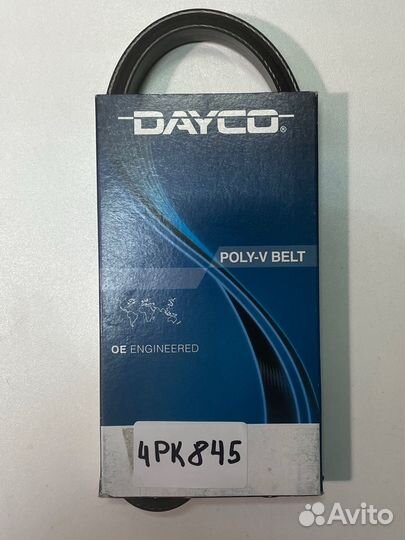 DAYCO®
POLY-V BELT
OE ENGINEERED
4PK845
Avito